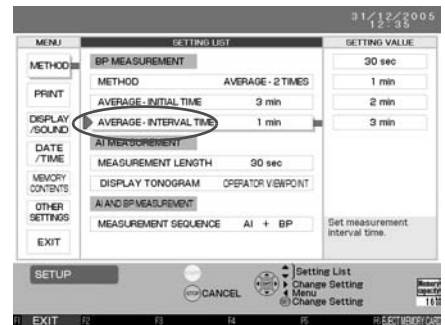 31/12/2005
12:35
MENU
SETTING LIST
SETTING VALUE
METHOD
BP MEASUREMENT
30 sec
METHOD AVERAGE - 2 TIMES
1 min
PRINT
AVERAGE - INITIAL TIME 3 min
2 min
DISPLAY
/SOUND
AVERAGE - INTERVAL TIME 1 min
3 min
DATE
/TIME
AI MEASUREMENT
MEASUREMENT LENGTH 30 sec
MEMORY
CONTENTS
DISPLAY TONOGRAM OPERATOR VIEWPOINT
OTHER
SETTINGS
AI AND BP MEASUREMENT
MEASUREMENT SEQUENCE AI + BP
Set measurement
interval time.
EXIT
SETUP
Setting List
Change Setting
CANCEL
Menu
Change Setting
Memory
capacity
F1 EXIT F2 F3 F4 F5 F6 EJECT MEMORY CARD